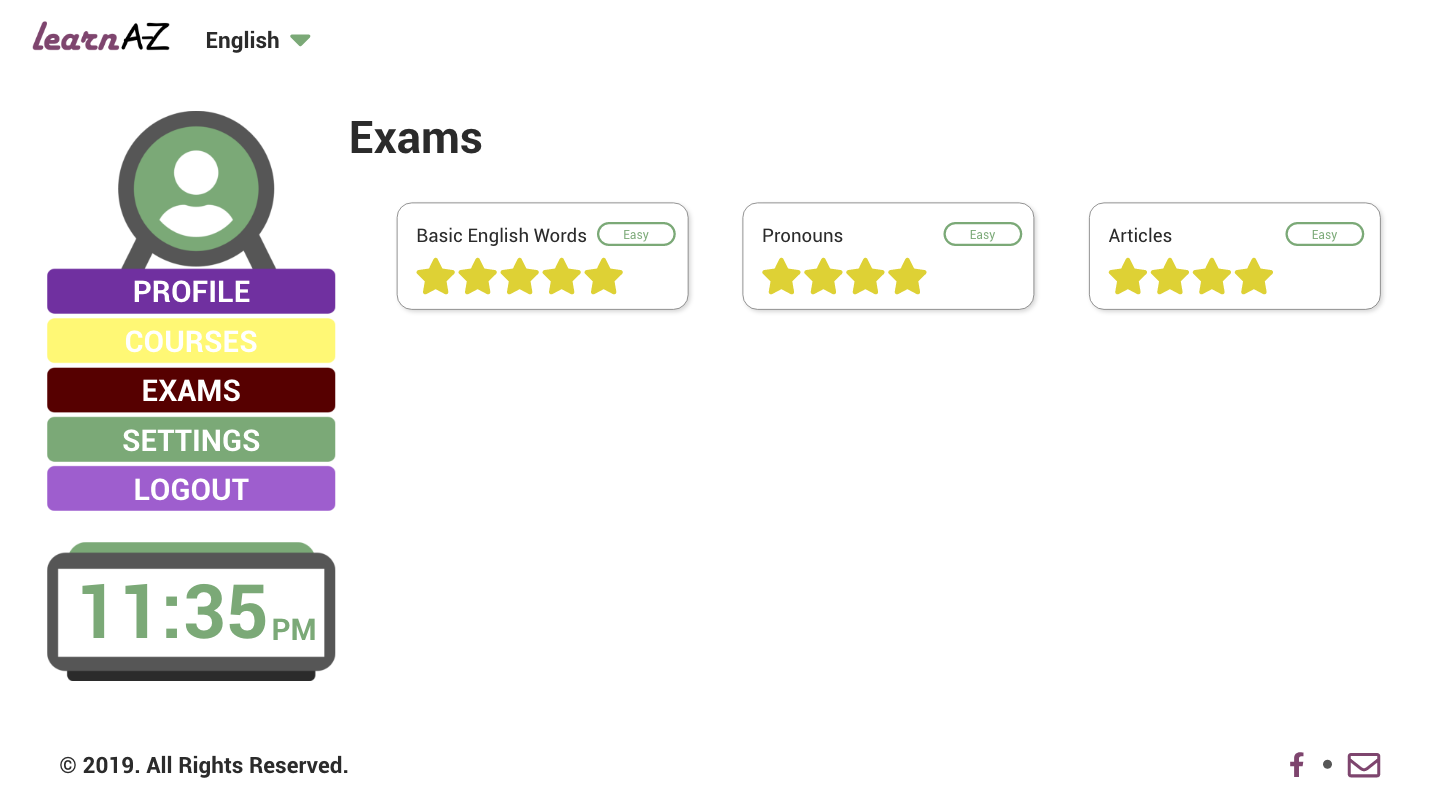 learn A-Z
English
Exams
Basic English Words Easy
Pronouns Easy
Articles Easy
PROFILE
COURSES
EXAMS
SETTINGS
LOGOUT
11:35 PM
© 2019. All Rights Reserved.